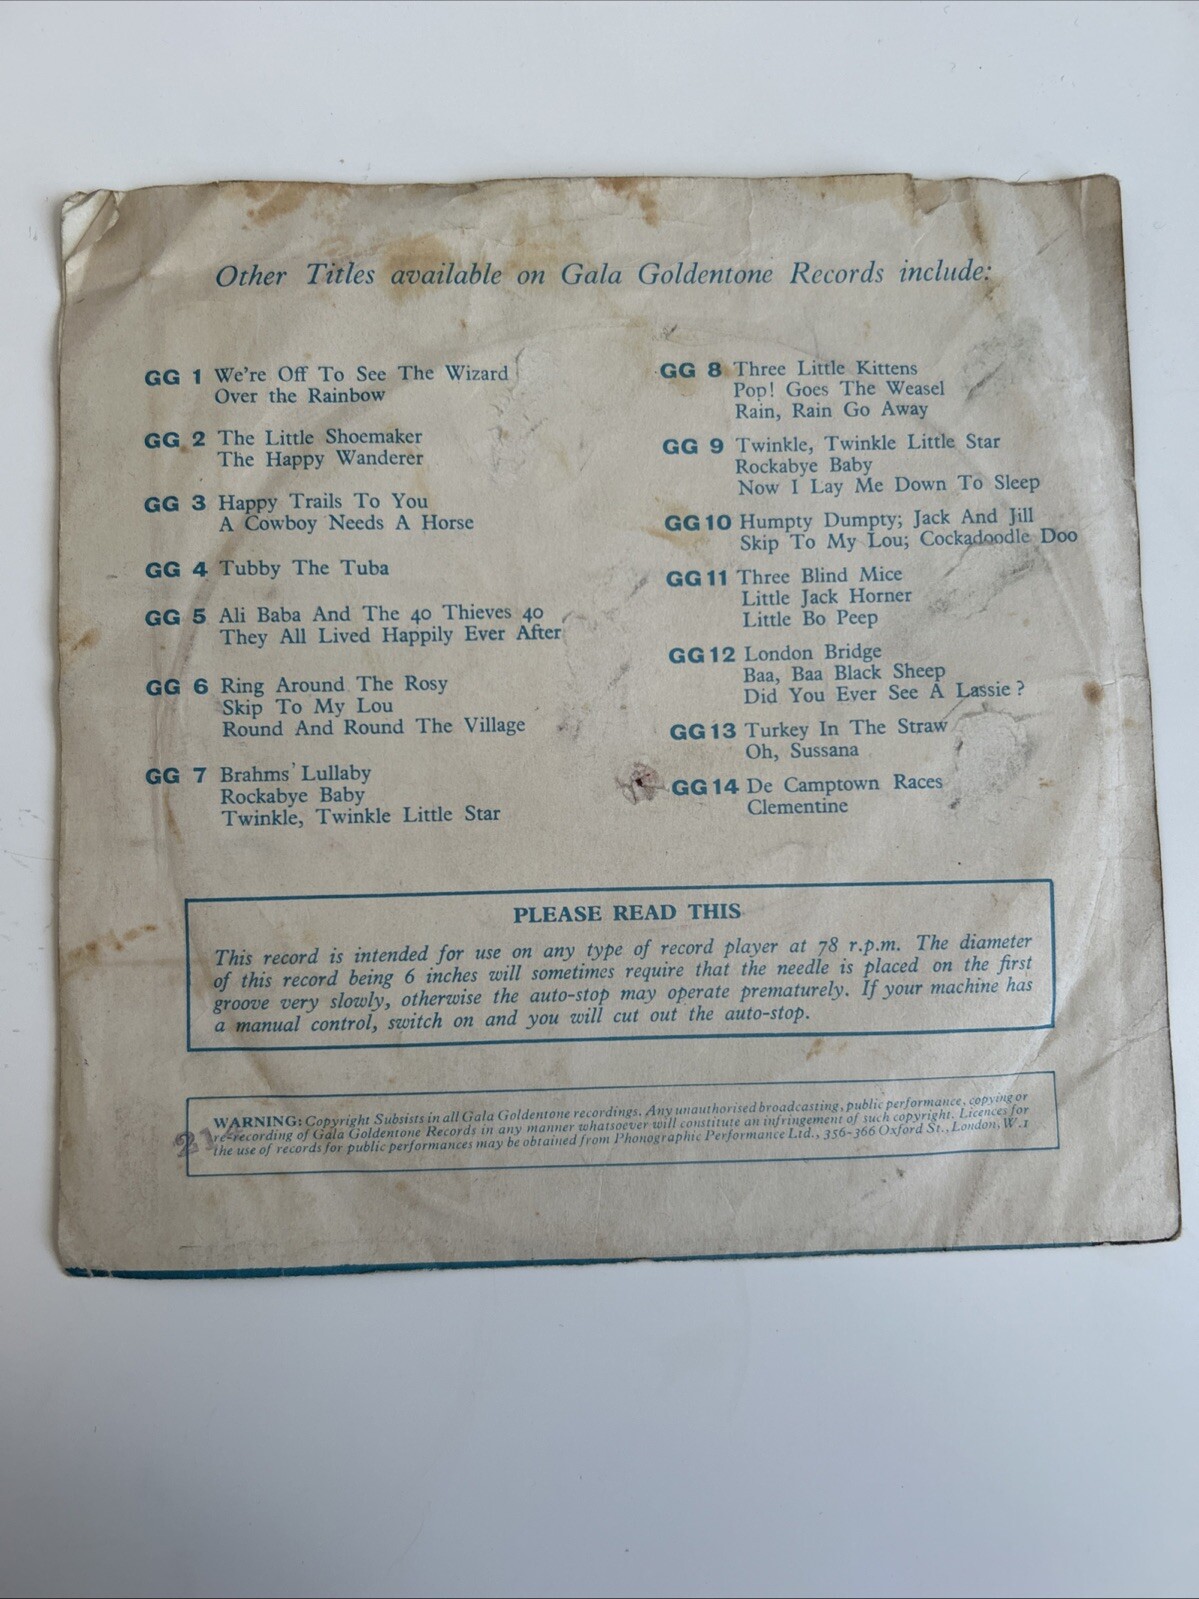 Other Titles available on Gala Goldentone Records include:
GG 1 We're Off To See The Wizard
Over the Rainbow
GG 2 The Little Shoemaker
The Happy Wanderer
GG 3 Happy Trails To You
A Cowboy Needs A Horse
GG 4 Tubby The Tuba
GG 5 Ali Baba And The 40 Thieves 40
They All Lived Happily Ever After
GG 6 Ring Around The Rosy
Skip To My Lou
Round And Round The Village
GG 7 Brahms' Lullaby
Rockabye Baby
Twinkle, Twinkle Little Star
GG 8 Three Little Kittens
Pop! Goes The Weasel
Rain, Rain Go Away
GG 9 Twinkle, Twinkle Little Star
Rockabye Baby
Now I Lay Me Down To Sleep
GG 10 Humpty Dumpty; Jack And Jill
Skip To My Lou; Cockadoodle Doo
GG 11 Three Blind Mice
Little Jack Horner
Little Bo Peep
GG 12 London Bridge
Baa, Baa Black Sheep
Did You Ever See A Lassie?
GG 13 Turkey In The Straw
Oh, Sussana
GG 14 De Camptown Races
Clementine
PLEASE READ THIS
This record is intended for use on any type of record player at 78 r.p.m. The diameter
of this record being 6 inches will sometimes require that the needle is placed on the first
groove very slowly, otherwise the auto-stop may operate prematurely. If your machine has
a manual control, switch on and you will cut out the auto-stop.
WARNING: Copyright Subsists in all Gala Goldentone recordings. Any unauthorised broadcasting, public performance, copying or
re-recording of Gala Goldentone Records in any manner whatsoever will constitute an infringement of such copyright. Licences for
the use of records for public performances may be obtained from Phonographic Performance Ltd., 356-366 Oxford St., London, W.1